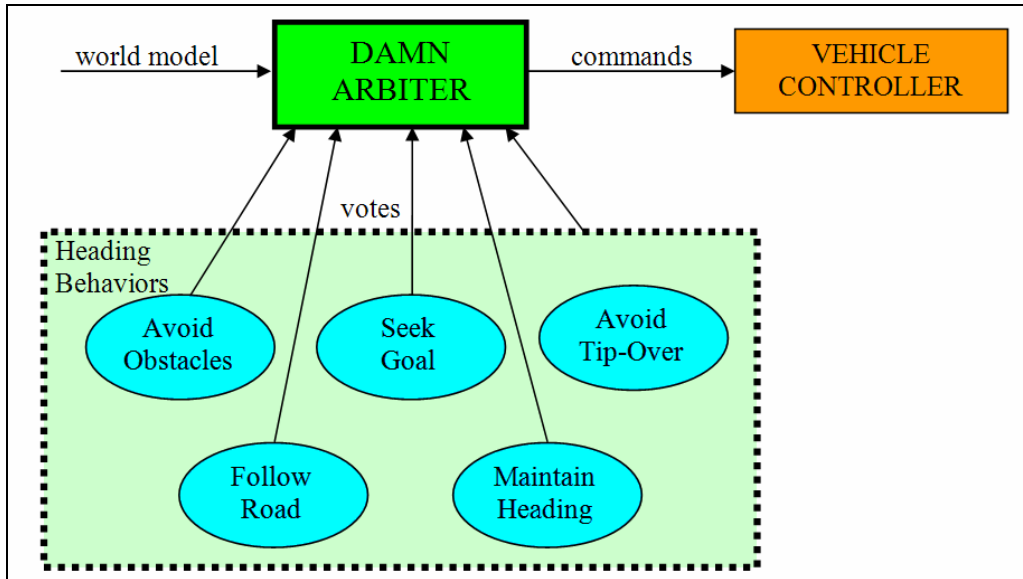 world model
DAMN
ARBITER
commands
VEHICLE
CONTROLLER
votes
Heading
Behaviors
Avoid
Obstacles
Seek
Goal
Avoid
Tip-Over
Follow
Road
Maintain
Heading